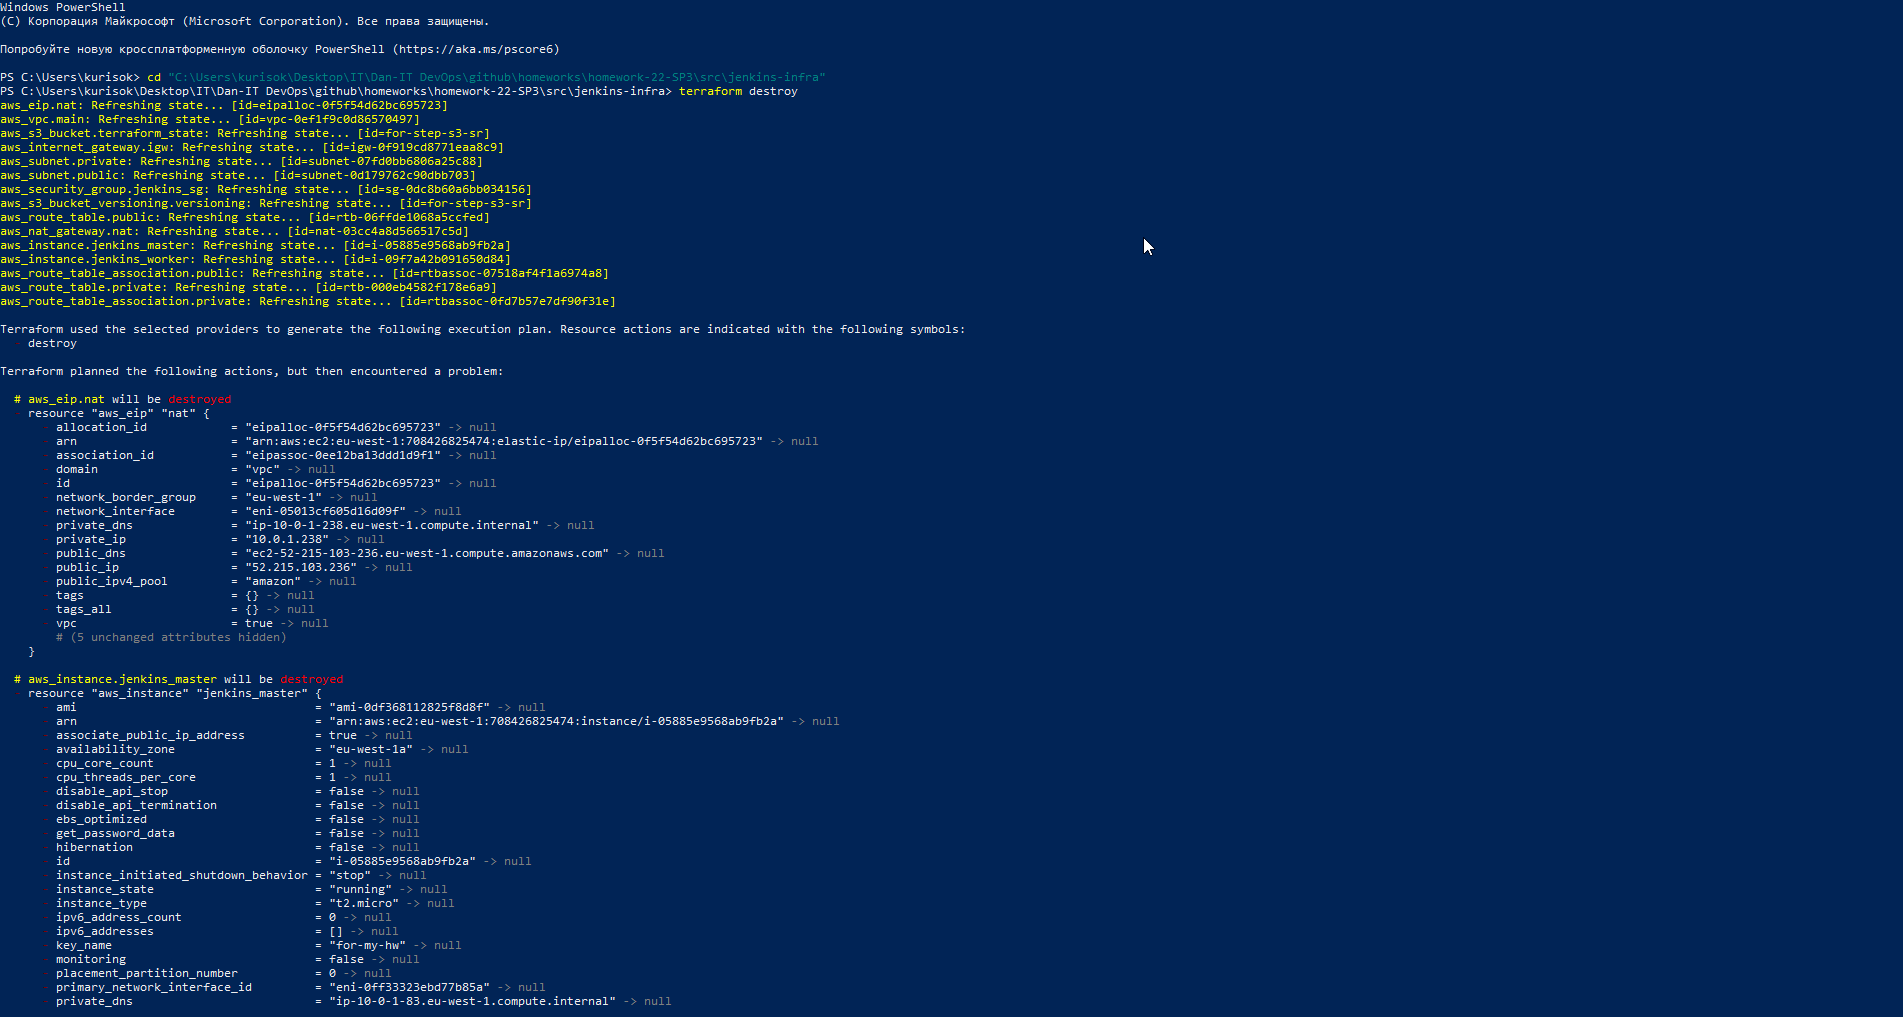 Windows PowerShell
(C) Корпорация Майкрософт (Microsoft Corporation). Все права защищены.
Попробуйте новую кроссплатформенную оболочку PowerShell (https://aka.ms/pscore6)
PS C:\Users\kurisok> cd "C:\Users\kurisok\Desktop\IT\Dan-IT DevOps\github\homeworks\homework-22-SP3\src\jenkins-infra"
PS C:\Users\kurisok\Desktop\IT\Dan-IT DevOps\github\homeworks\homework-22-SP3\src\jenkins-infra> terraform destroy
aws_eip.nat: Refreshing state... [id=eipalloc-0f5f54d62bc695723]
aws_vpc.main: Refreshing state... [id=vpc-0ef1f9c0d86570497]
aws_s3_bucket.terraform_state: Refreshing state... [id=for-step-s3-sr]
aws_internet_gateway.igw: Refreshing state... [id=igw-0f919cd8771eaa8c9]
aws_subnet.private: Refreshing state... [id=subnet-07fd0bb6806a25c88]
aws_subnet.public: Refreshing state... [id=subnet-0d179762c90dbb703]
aws_security_group.jenkins_sg: Refreshing state... [id=sg-0dc8b60a6bb034156]
aws_s3_bucket_versioning.versioning: Refreshing state... [id=for-step-s3-sr]
aws_route_table.public: Refreshing state... [id=rtb-06ffde1068a5ccfed]
aws_nat_gateway.nat: Refreshing state... [id=nat-03cc4a8d566517c5d]
aws_instance.jenkins_master: Refreshing state... [id=i-05885e9568ab9fb2a]
aws_instance.jenkins_worker: Refreshing state... [id=i-09f7a42b091650d84]
aws_route_table_association.public: Refreshing state... [id=rtbassoc-07518af4f1a6974a8]
aws_route_table.private: Refreshing state... [id=rtb-000eb4582f178e6a9]
aws_route_table_association.private: Refreshing state... [id=rtbassoc-0fd7b57e7df90f31e]
Terraform used the selected providers to generate the following execution plan. Resource actions are indicated with the following symbols:
destroy
Terraform planned the following actions, but then encountered a problem:
# aws_eip.nat will be destroyed
resource "aws_eip" "nat" {
allocation_id = "eipalloc-0f5f54d62bc695723" -> null
arn = "arn:aws:ec2:eu-west-1:708426825474:elastic-ip/eipalloc-0f5f54d62bc695723" -> null
association_id = "eipassoc-0ee12ba13ddd1d9f1" -> null
domain = "vpc" -> null
id = "eipalloc-0f5f54d62bc695723" -> null
network_border_group = "eu-west-1" -> null
network_interface = "eni-05013cf605d16d09f" -> null
private_dns = "ip-10-0-1-238.eu-west-1.compute.internal" -> null
private_ip = "10.0.1.238" -> null
public_dns = "ec2-52-215-103-236.eu-west-1.compute.amazonaws.com" -> null
public_ip = "52.215.103.236" -> null
public_ipv4_pool = "amazon" -> null
tags = {} -> null
tags_all = {} -> null
vpc = true -> null
# (5 unchanged attributes hidden)
}
# aws_instance.jenkins_master will be destroyed
resource "aws_instance" "jenkins_master" {
ami = "ami-0df368112825f8d8f" -> null
arn = "arn:aws:ec2:eu-west-1:708426825474:instance/i-05885e9568ab9fb2a" -> null
associate_public_ip_address = true -> null
availability_zone = "eu-west-1a" -> null
cpu_core_count = 1 -> null
cpu_threads_per_core = 1 -> null
disable_api_stop = false -> null
disable_api_termination = false -> null
ebs_optimized = false -> null
get_password_data = false -> null
hibernation = false -> null
id = "i-05885e9568ab9fb2a" -> null
instance_initiated_shutdown_behavior = "stop" -> null
instance_state = "running" -> null
instance_type = "t2.micro" -> null
ipv6_address_count = 0 -> null
ipv6_addresses = [] -> null
key_name = "for-my-hw" -> null
monitoring = false -> null
placement_partition_number = 0 -> null
primary_network_interface_id = "eni-0ff33323ebd77b85a" -> null
private_dns = "ip-10-0-1-83.eu-west-1.compute.internal" -> null